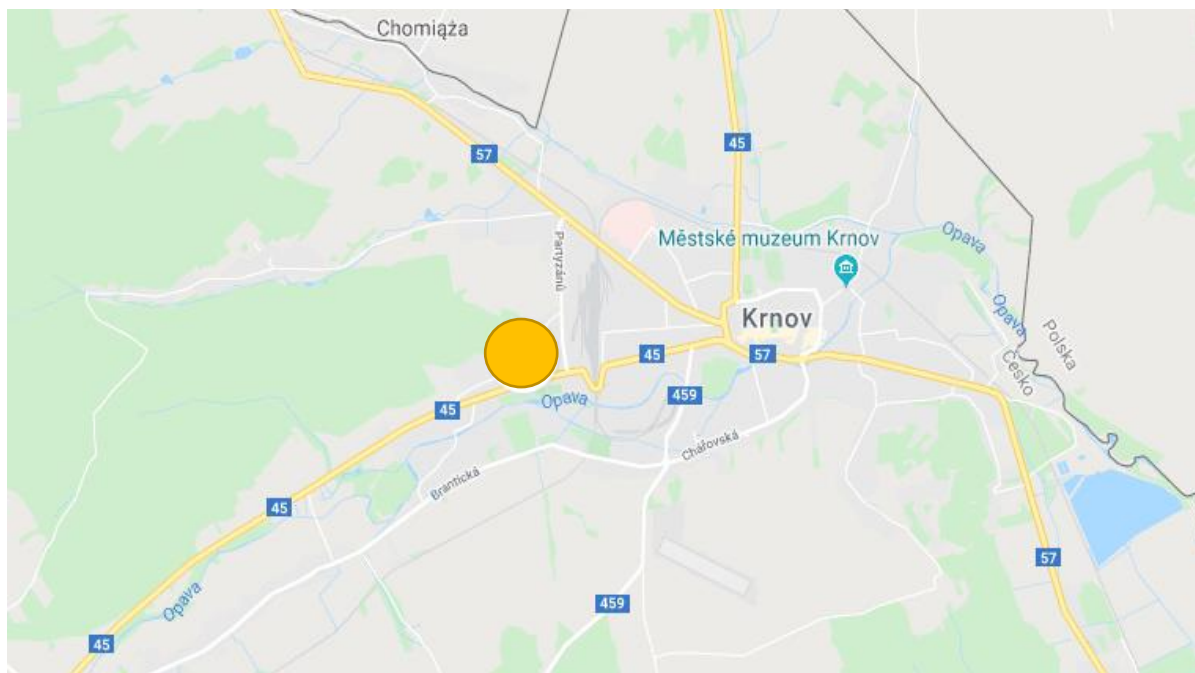 Chomiąża
57
45
Partyzánů
Městské muzeum Krnov
Opava
Opava
Polska
Česko
Krnov
45
57
459
Opava
45
Chářovská
Brantická
45
57
Opava
459
45